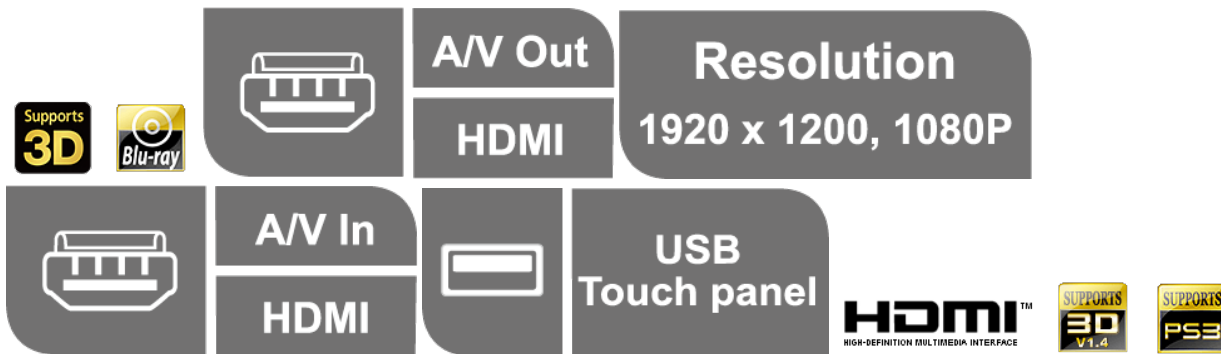 Supports
3D
Blu-ray
A/V Out
HDMI
Resolution
1920 x 1200, 1080P
A/V In
HDMI
USB
Touch panel
HDMI™
HIGH-DEFINITION MULTIMEDIA INTERFACE
SUPPORTS
3D
V1.4
SUPPORTS
PS3